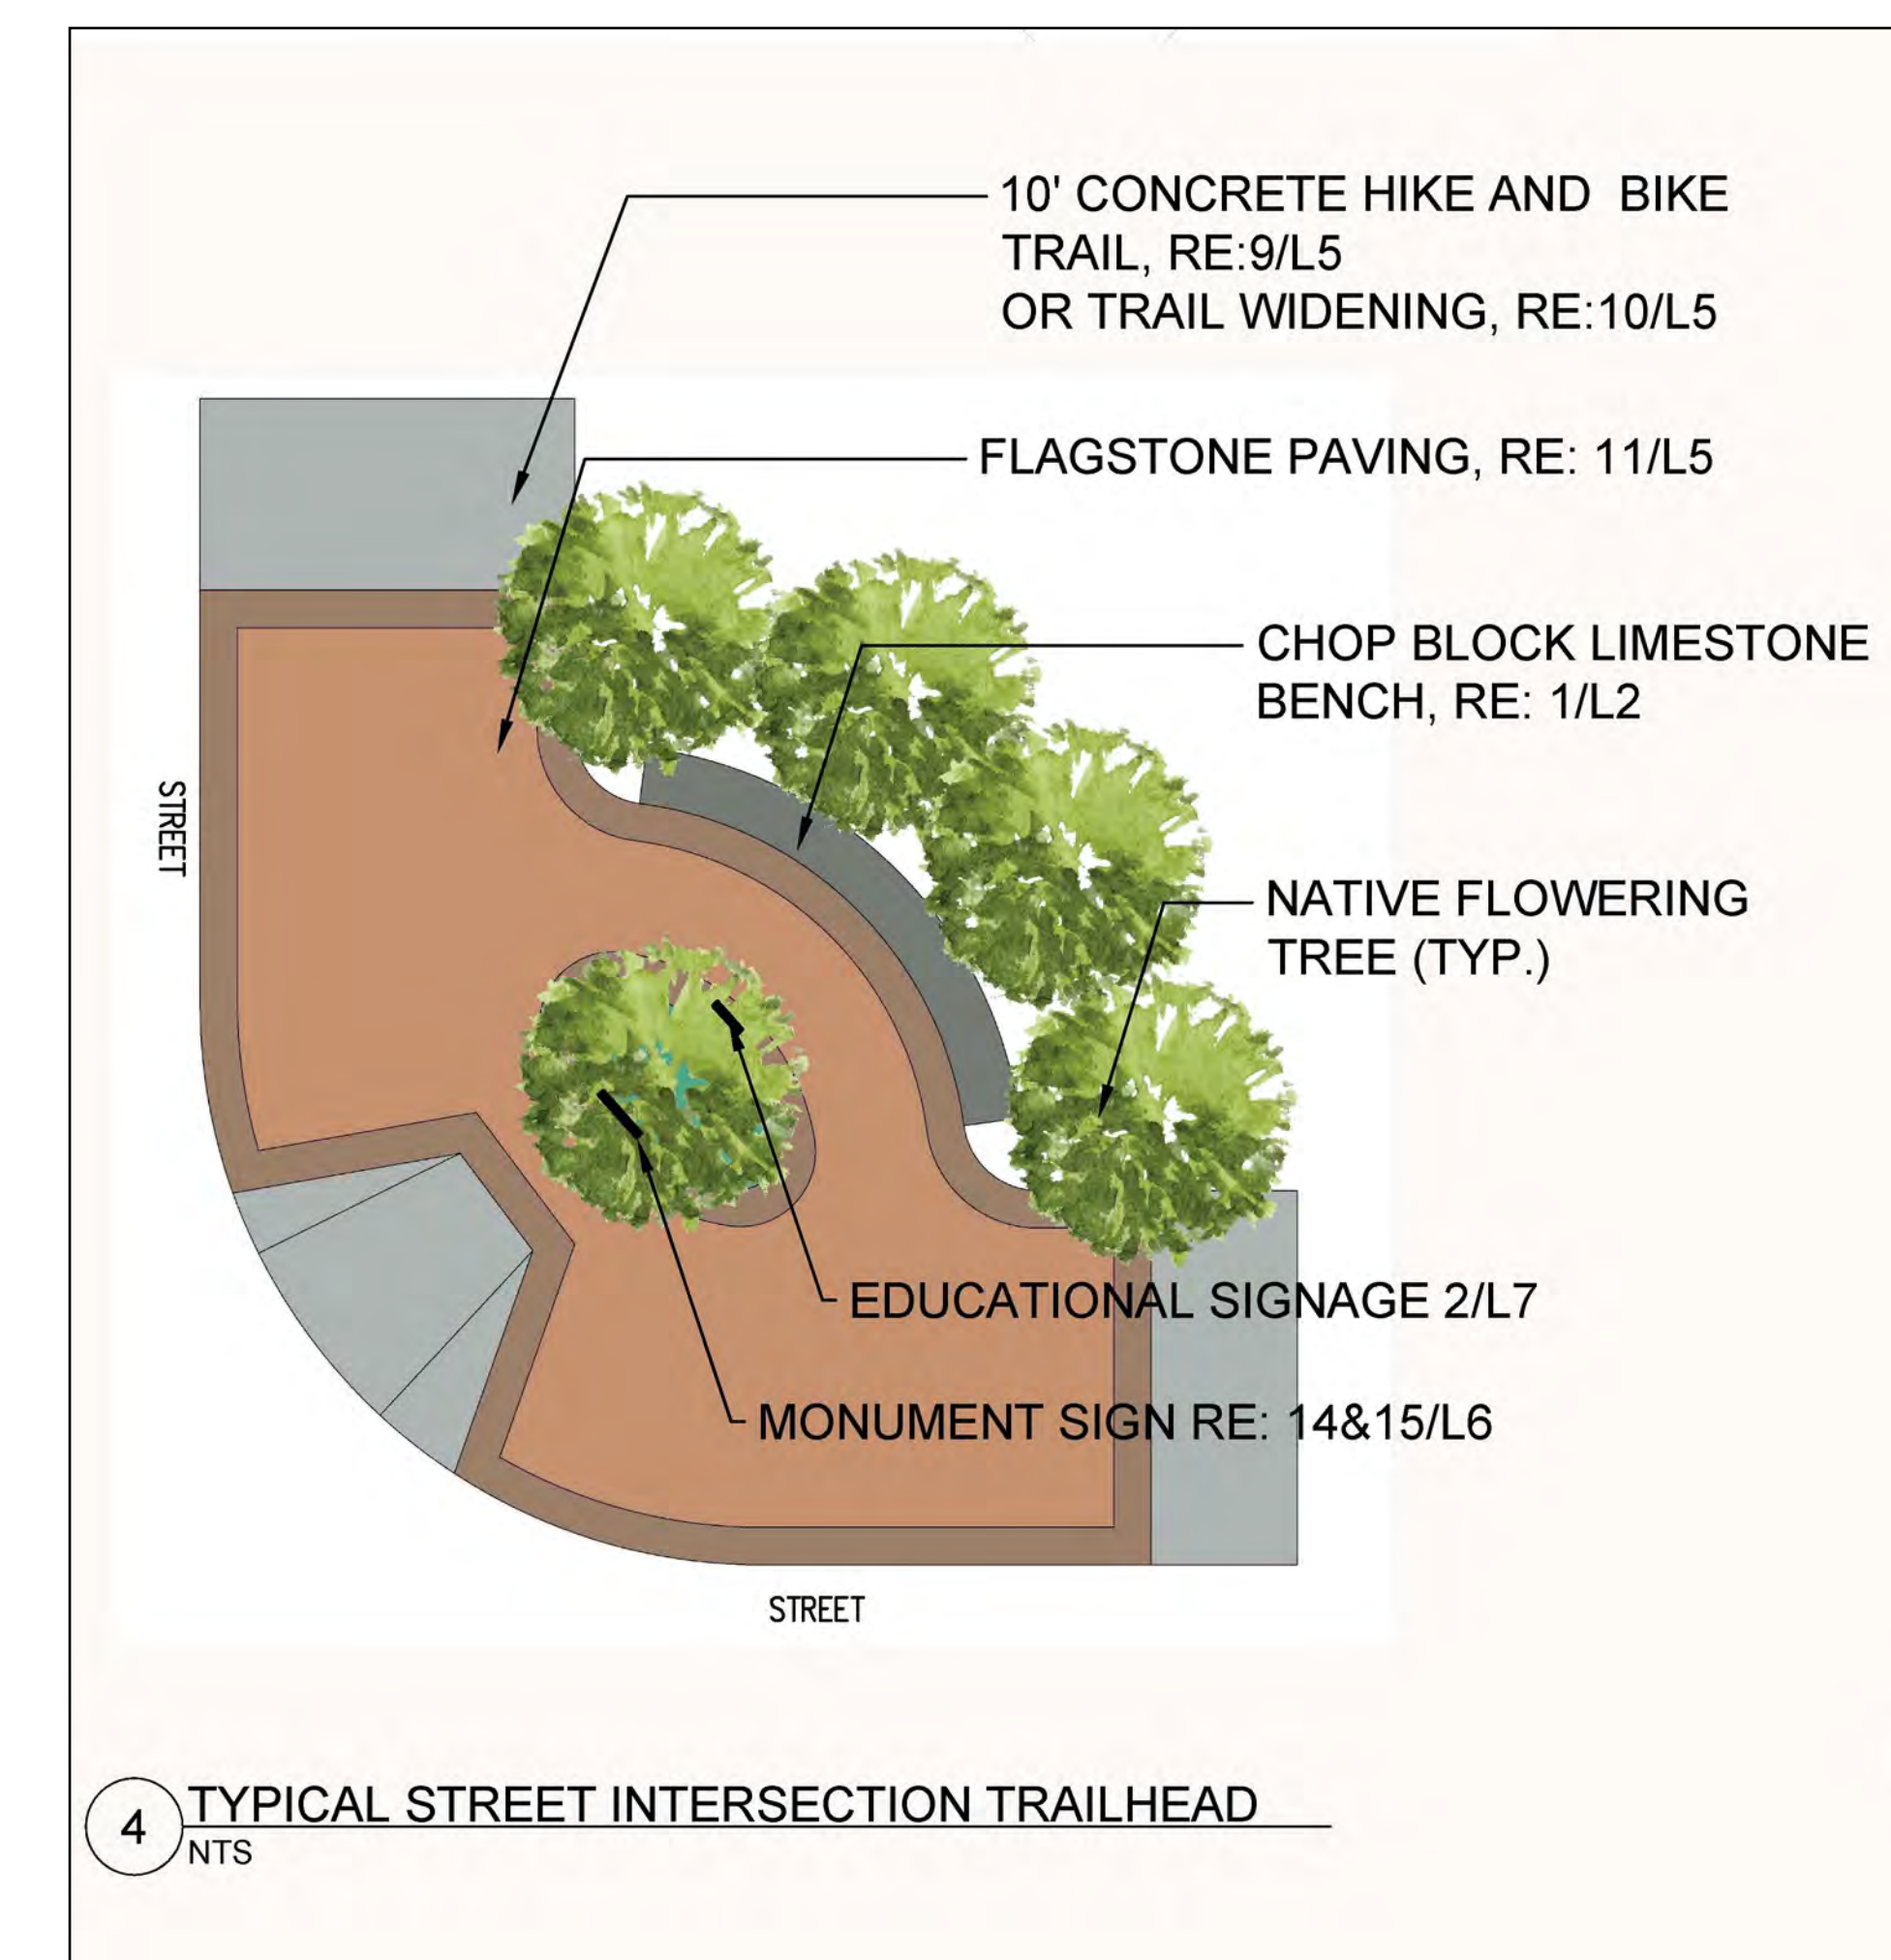 10' CONCRETE HIKE AND BIKE
TRAIL, RE:9/L5
OR TRAIL WIDENING, RE:10/L5
FLAGSTONE PAVING, RE: 11/L5
CHOP BLOCK LIMESTONE
BENCH, RE: 1/L2
STREET
NATIVE FLOWERING
TREE (TYP.)
EDUCATIONAL SIGNAGE 2/L7
MONUMENT SIGN RE: 14&15/L6
STREET
4
TYPICAL STREET INTERSECTION TRAILHEAD
NTS